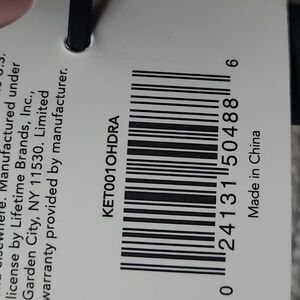 U.S.
elsewhere. Manufactured under
license by Lifetime Brands, Inc.,
Garden City, NY 11530. Limited
warranty provided by manufacturer.
KET001OHDRA
0 24131 50488 6
Made in China